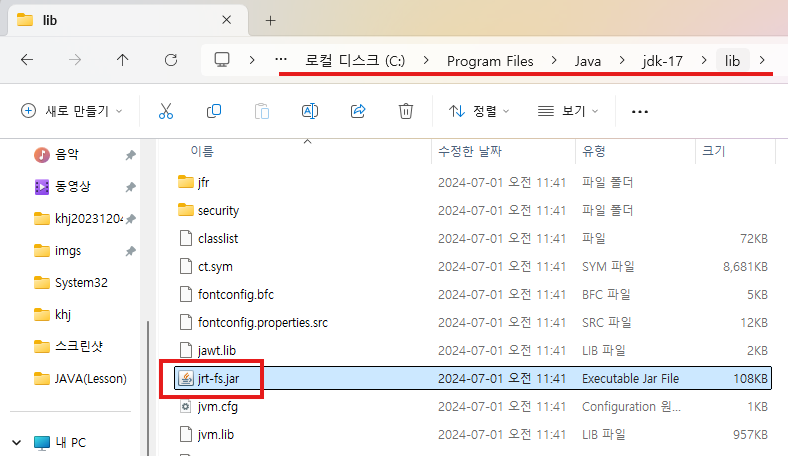 lib
··· 로컬 디스크 (C:) > Program Files > Java > jdk-17 > lib >
새로 만들기 정렬 보기 ···
이름 수정한 날짜 유형 크기
음악
동영상
khj20231204
imgs
System32
khj
스크린샷
JAVA(Lesson)
내 PC
jfr 2024-07-01 오전 11:41 파일 폴더
security 2024-07-01 오전 11:41 파일 폴더
classlist 2024-07-01 오전 11:41 파일 72KB
ct.sym 2024-07-01 오전 11:41 SYM 파일 8,681KB
fontconfig.bfc 2024-07-01 오전 11:41 BFC 파일 5KB
fontconfig.properties.src 2024-07-01 오전 11:41 SRC 파일 12KB
jawt.lib 2024-07-01 오전 11:41 LIB 파일 2KB
jrt-fs.jar 2024-07-01 오전 11:41 Executable Jar File 108KB
jvm.cfg 2024-07-01 오전 11:41 Configuration 원... 1KB
jvm.lib 2024-07-01 오전 11:41 LIB 파일 957KB